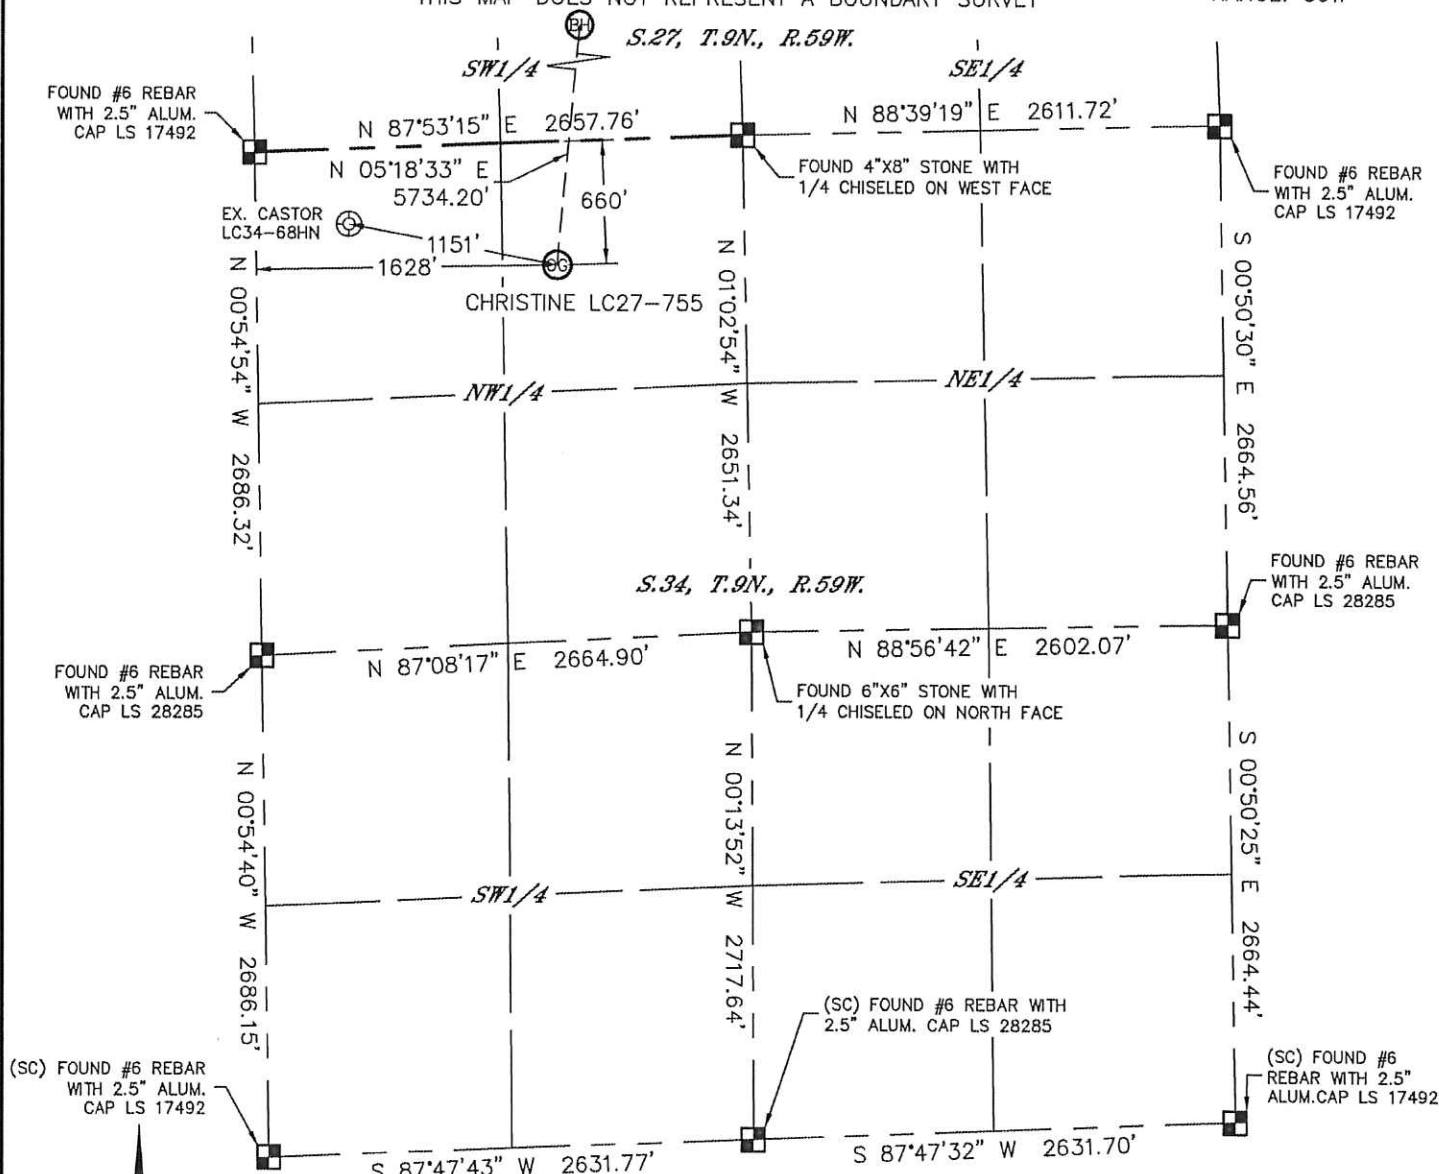 THIS MAP DOES NOT REPRESENT A BOUNDARY SURVEY
BH
S.27, T.9N., R.59W.
SW1/4
SE1/4
FOUND #6 REBAR
WITH 2.5" ALUM.
CAP LS 17492
N 87°53'15" E 2657.76'
N 88°39'19" E 2611.72'
N 05°18'33" E
5734.20'
660'
FOUND 4"X8" STONE WITH
1/4 CHISELED ON WEST FACE
FOUND #6 REBAR
WITH 2.5" ALUM.
CAP LS 17492
EX. CASTOR
LC34-68HN
1151'
1628'
CHRISTINE LC27-755
N 00°54'54" W 2686.32'
N 01°02'54" W 2651.34'
S 00°50'30" E 2664.56'
NW1/4
NE1/4
S.34, T.9N., R.59W.
FOUND #6 REBAR
WITH 2.5" ALUM.
CAP LS 28285
N 87°08'17" E 2664.90'
N 88°56'42" E 2602.07'
FOUND #6 REBAR
WITH 2.5" ALUM.
CAP LS 28285
FOUND 6"X6" STONE WITH
1/4 CHISELED ON NORTH FACE
N 00°54'40" W 2686.15'
N 00°13'52" W 2717.64'
S 00°50'25" E 2664.44'
SW1/4
SE1/4
(SC) FOUND #6 REBAR WITH
2.5" ALUM. CAP LS 28285
(SC) FOUND #6 REBAR
WITH 2.5" ALUM.
CAP LS 17492
(SC) FOUND #6
REBAR WITH 2.5"
ALUM.CAP LS 17492
S 87°47'43" W 2631.77'
S 87°47'32" W 2631.70'